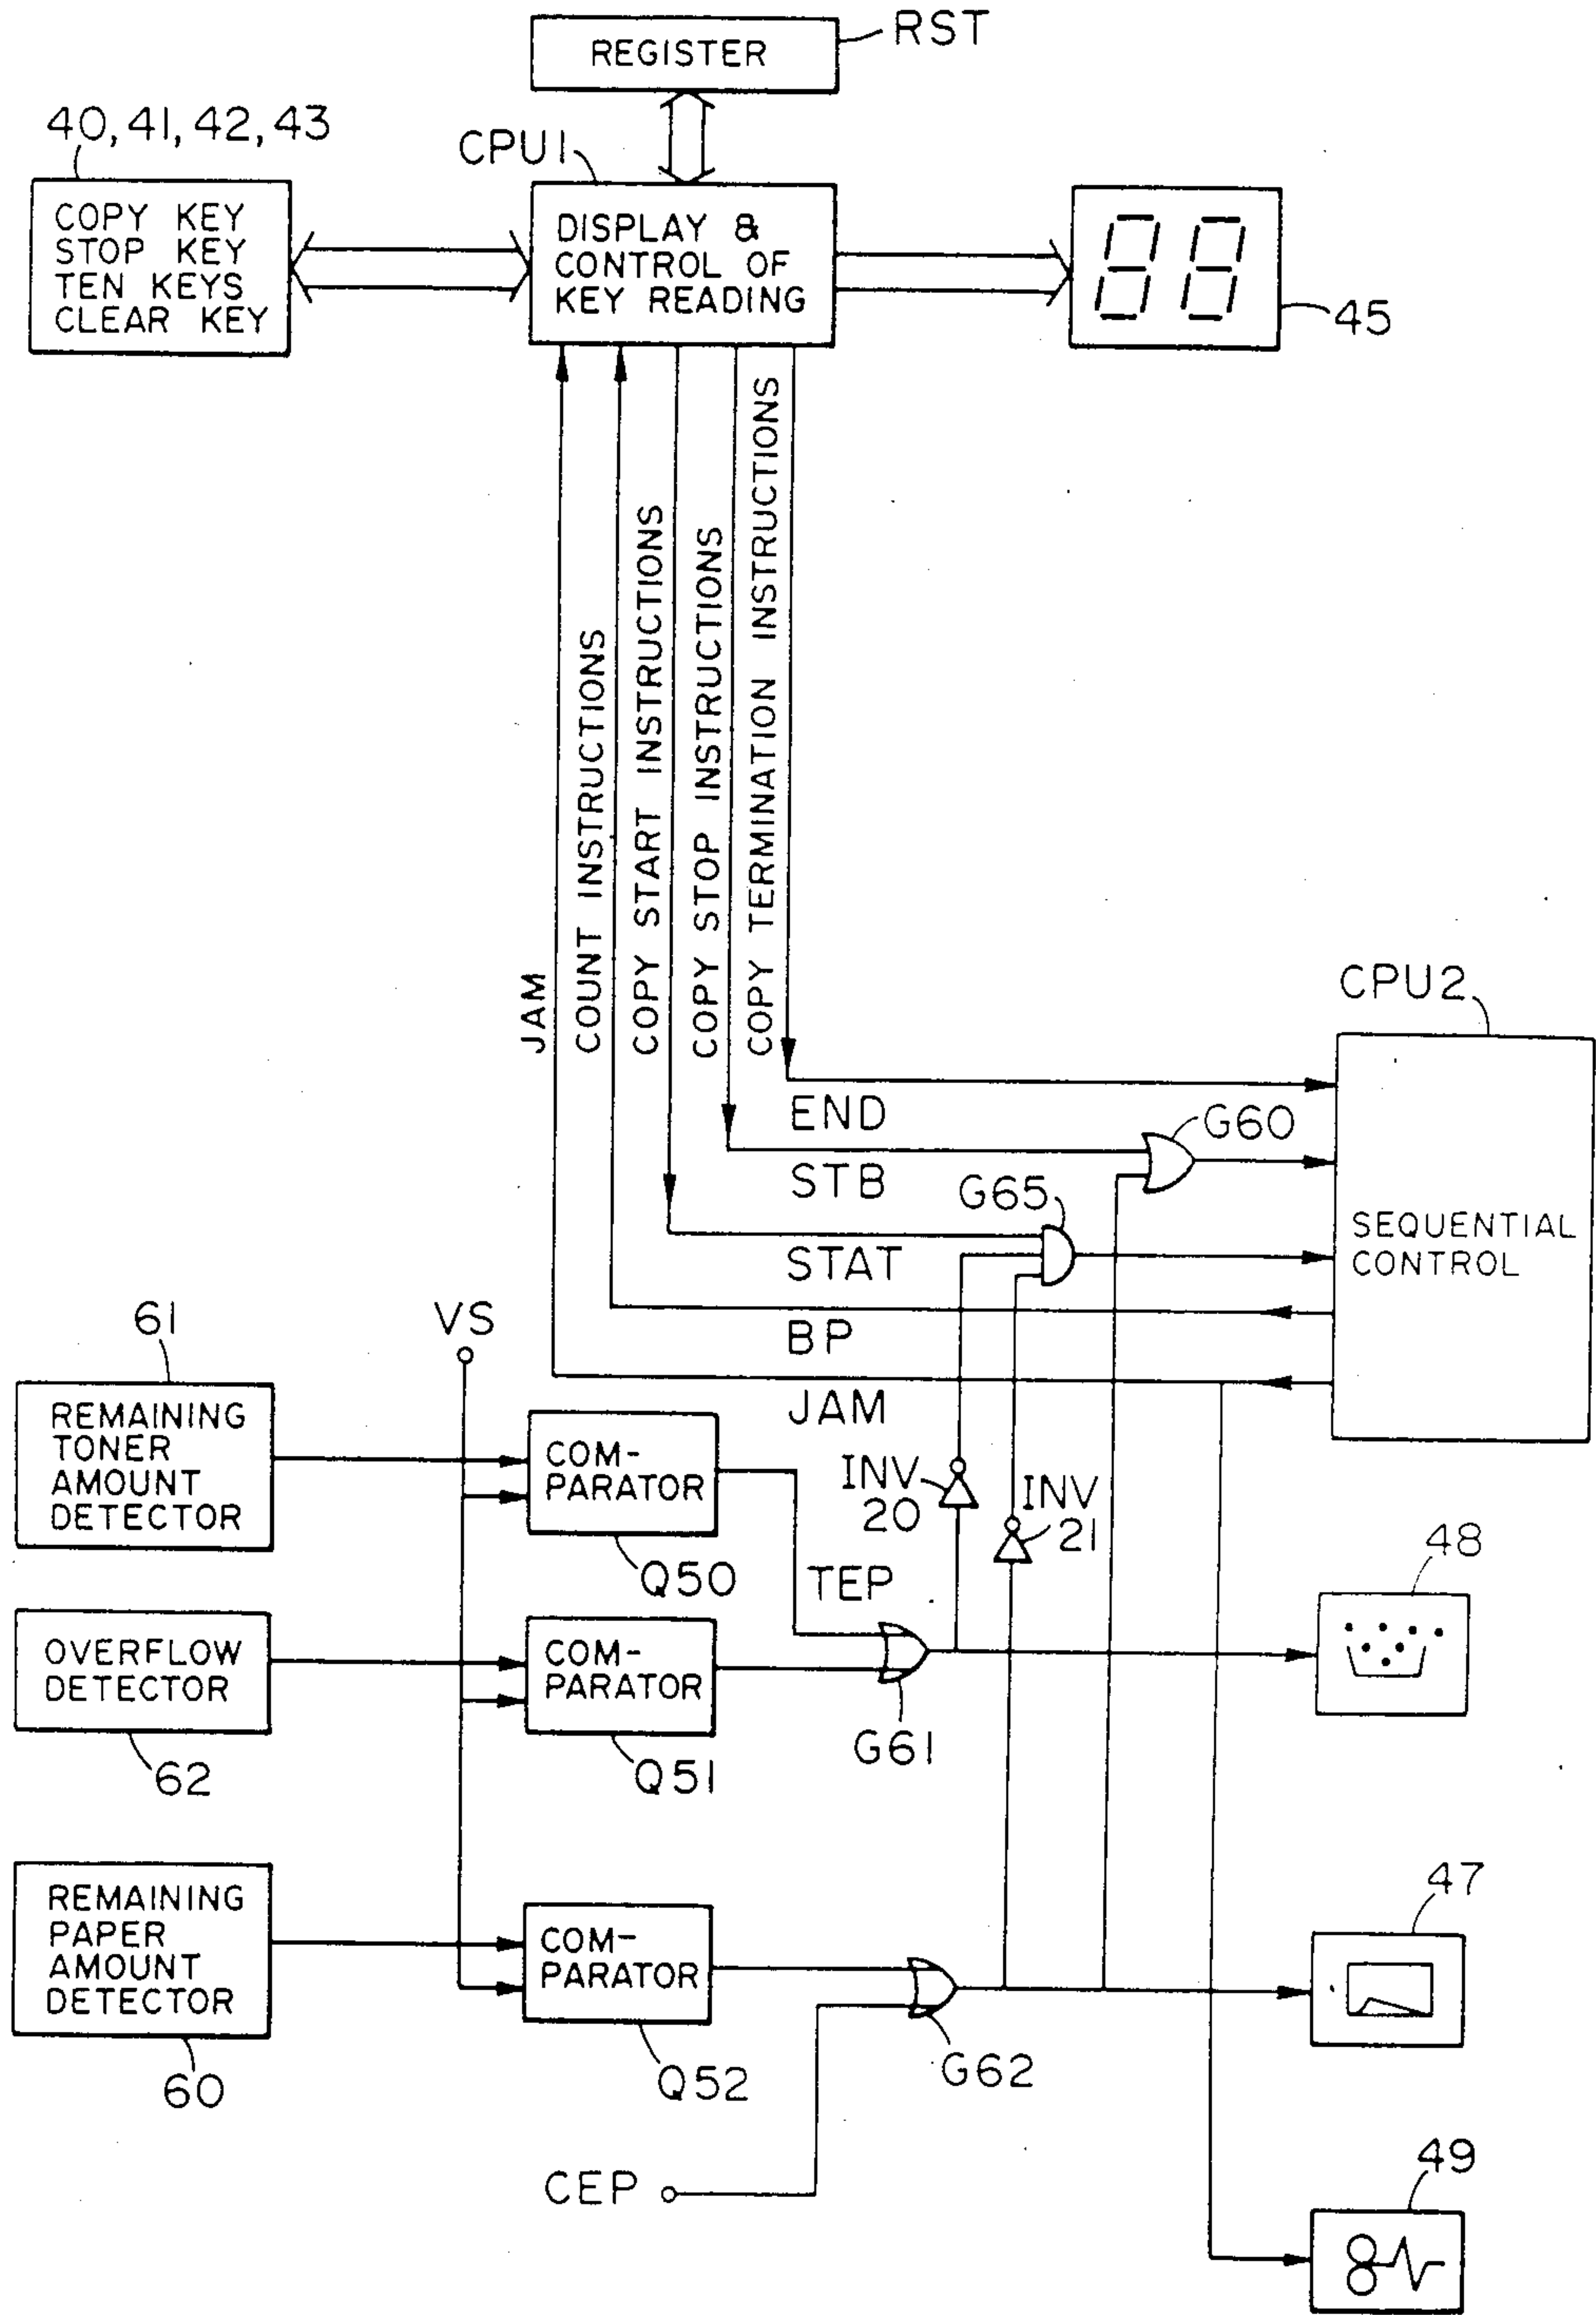 REGISTER
RST
40, 41, 42, 43
CPU1
COPY KEY
STOP KEY
TEN KEYS
CLEAR KEY
DISPLAY &
CONTROL OF
KEY READING
88
45
JAM
COUNT INSTRUCTIONS
COPY START INSTRUCTIONS
COPY STOP INSTRUCTIONS
COPY TERMINATION INSTRUCTIONS
CPU2
END
G60
STB
G65
STAT
SEQUENTIAL
CONTROL
BP
JAM
61
VS
REMAINING
TONER
AMOUNT
DETECTOR
COM-
PARATOR
Q50
INV
20
INV
21
TEP
48
OVERFLOW
DETECTOR
62
COM-
PARATOR
Q51
G61
47
REMAINING
PAPER
AMOUNT
DETECTOR
60
COM-
PARATOR
Q52
G62
CEP
49